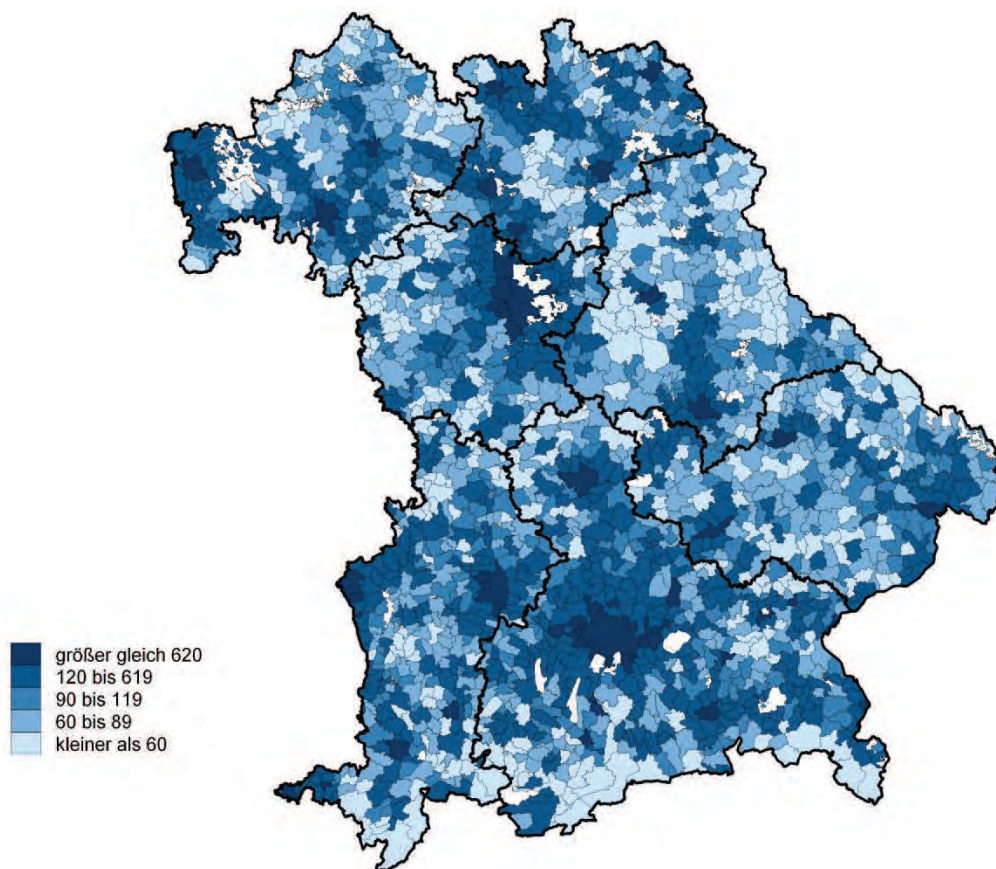 größer gleich 620
120 bis 619
90 bis 119
60 bis 89
kleiner als 60